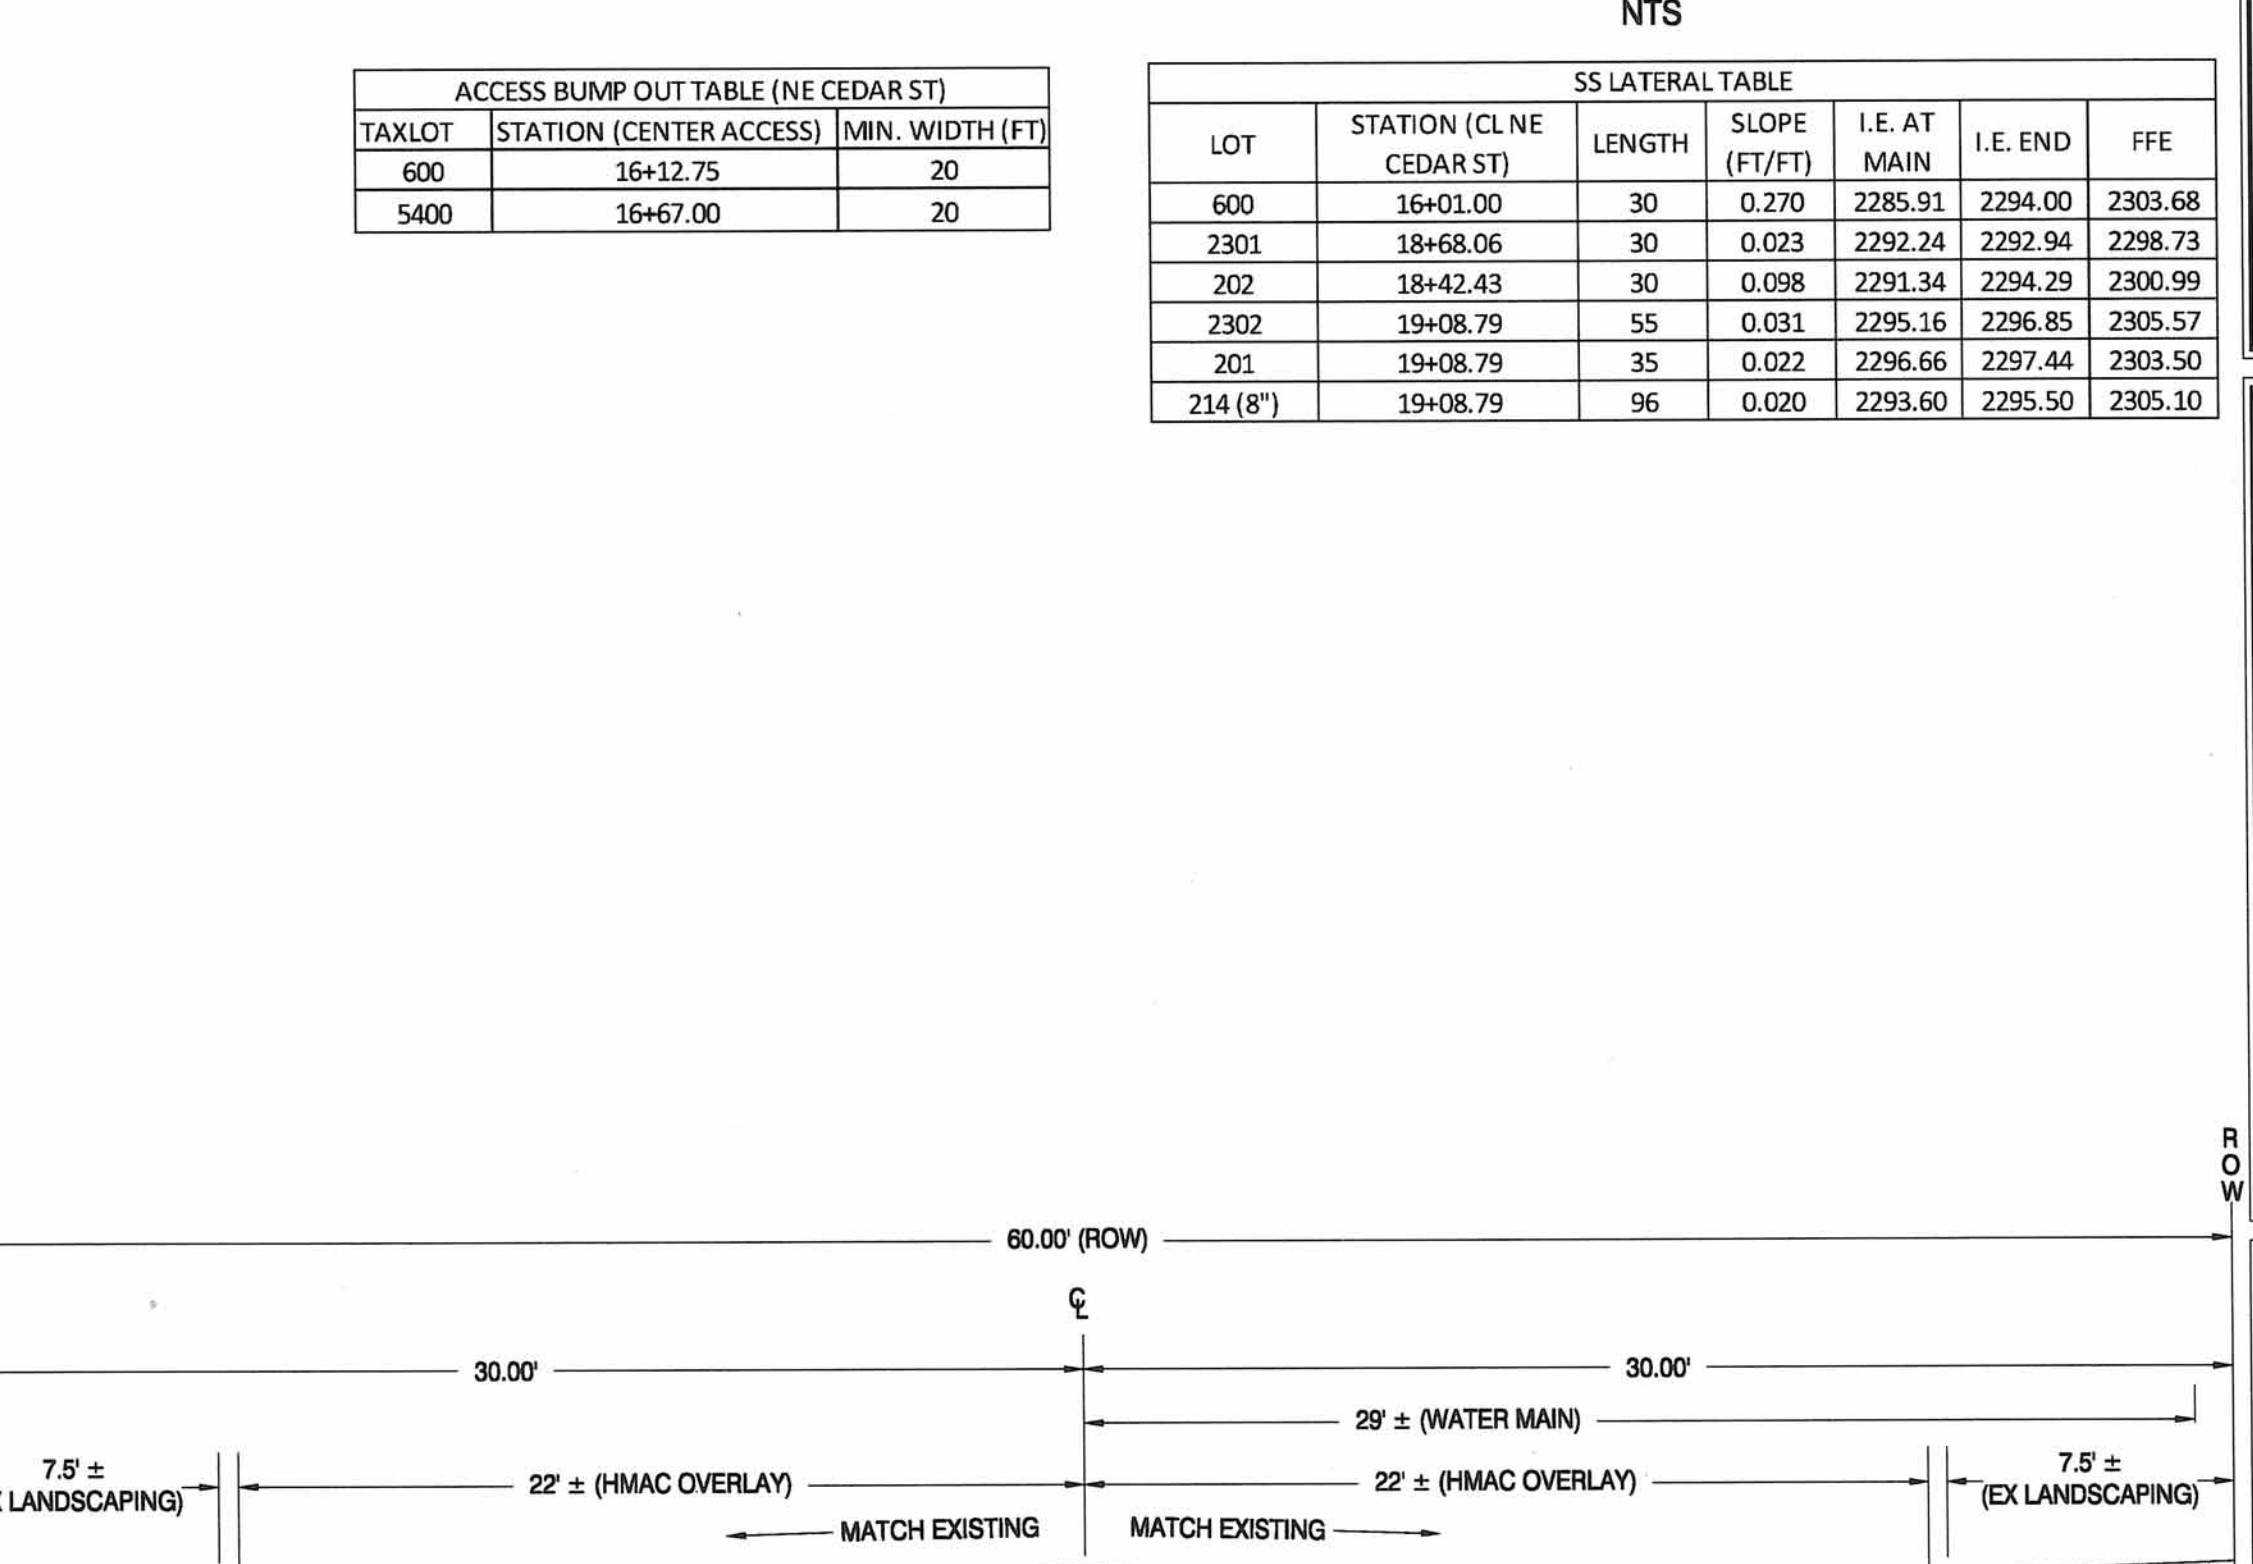 NTS
ACCESS BUMP OUT TABLE (NE CEDAR ST)
TAXLOT STATION (CENTER ACCESS) MIN. WIDTH (FT)
600 16+12.75 20
5400 16+67.00 20
SS LATERAL TABLE
LOT STATION (CL NE CEDAR ST) LENGTH SLOPE (FT/FT) I.E. AT MAIN I.E. END FFE
600 16+01.00 30 0.270 2285.91 2294.00 2303.68
2301 18+68.06 30 0.023 2292.24 2292.94 2298.73
202 18+42.43 30 0.098 2291.34 2294.29 2300.99
2302 19+08.79 55 0.031 2295.16 2296.85 2305.57
201 19+08.79 35 0.022 2296.66 2297.44 2303.50
214 (8") 19+08.79 96 0.020 2293.60 2295.50 2305.10
ROW
60.00' (ROW)
℄
30.00' 30.00'
29' ± (WATER MAIN)
7.5' ±
LANDSCAPING)
22' ± (HMAC OVERLAY) 22' ± (HMAC OVERLAY)
7.5' ±
(EX LANDSCAPING)
MATCH EXISTING MATCH EXISTING